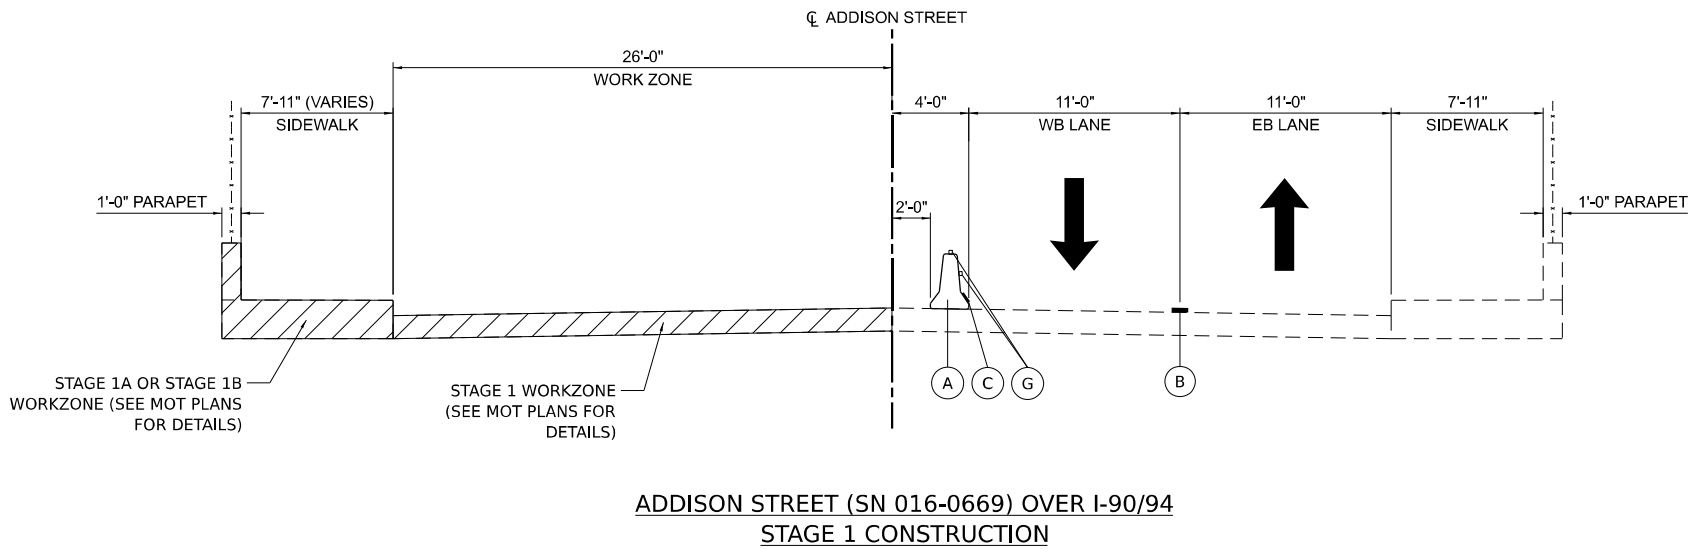 ℄ ADDISON STREET
26'-0"
WORK ZONE
7'-11" (VARIES)
SIDEWALK
4'-0"
11'-0"
WB LANE
11'-0"
EB LANE
7'-11"
SIDEWALK
1'-0" PARAPET
2'-0"
1'-0" PARAPET
STAGE 1A OR STAGE 1B
WORKZONE (SEE MOT PLANS
FOR DETAILS)
STAGE 1 WORKZONE
(SEE MOT PLANS FOR
DETAILS)
A
C
G
B
ADDISON STREET (SN 016-0669) OVER I-90/94
STAGE 1 CONSTRUCTION